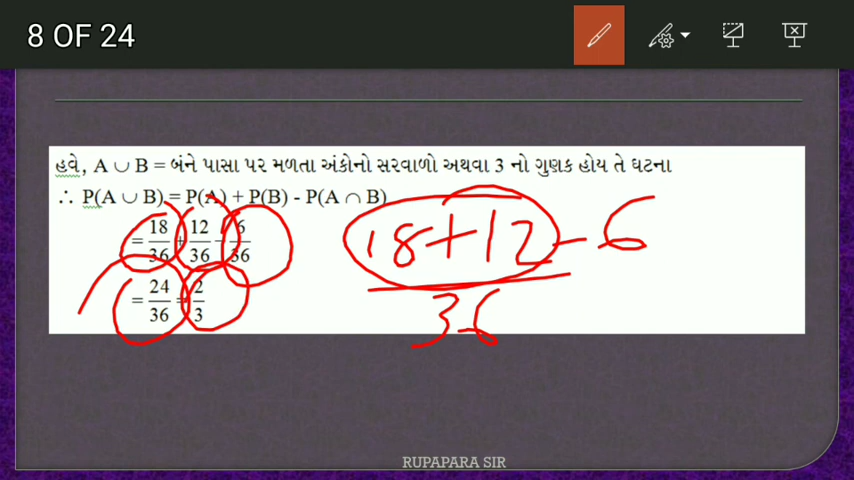 8 OF 24
હવે, A ∪ B = બંને પાસા પર મળતા અંકોનો સરવાળો અથવા 3 નો ગુણક હોય તે ઘટના
∴ P(A ∪ B) = P(A) + P(B) - P(A ∩ B)
= 18/36 + 12/36 - 6/36
= 24/36 = 2/3
18+12-6
36
RUPAPARA SIR